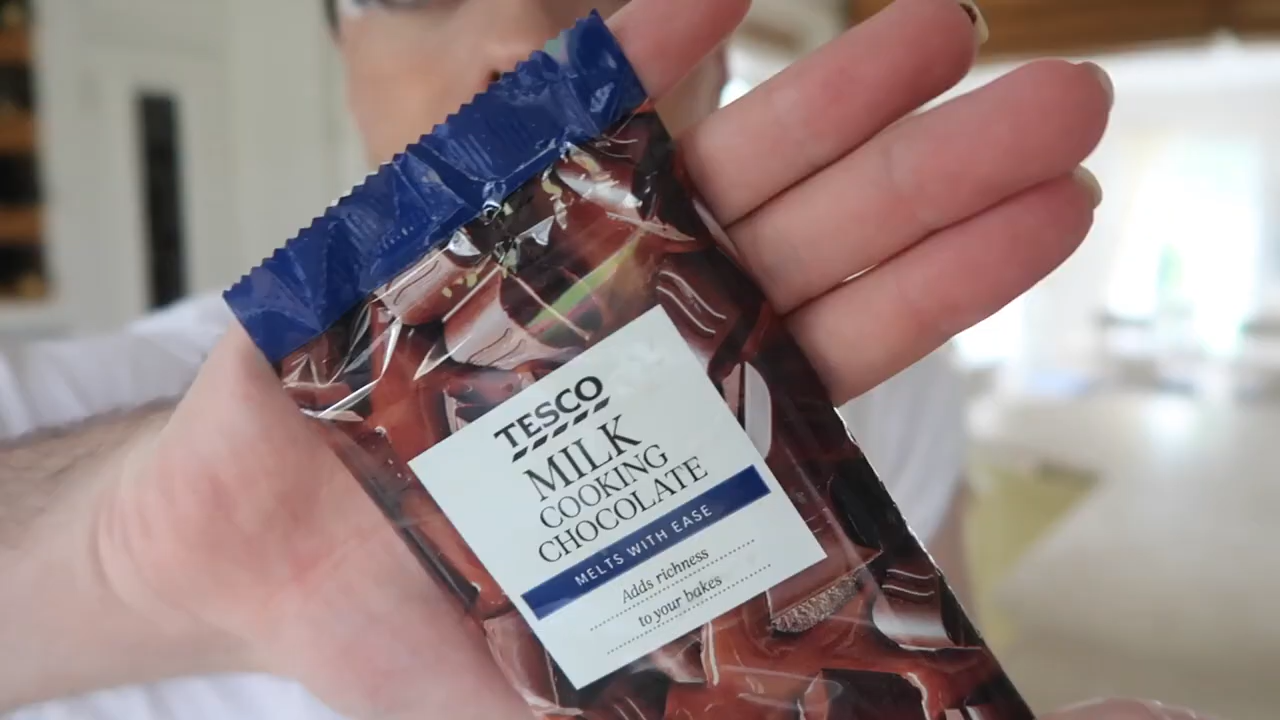 TESCO
MILK
COOKING
CHOCOLATE
MELTS WITH EASE
Adds richness
to your bakes